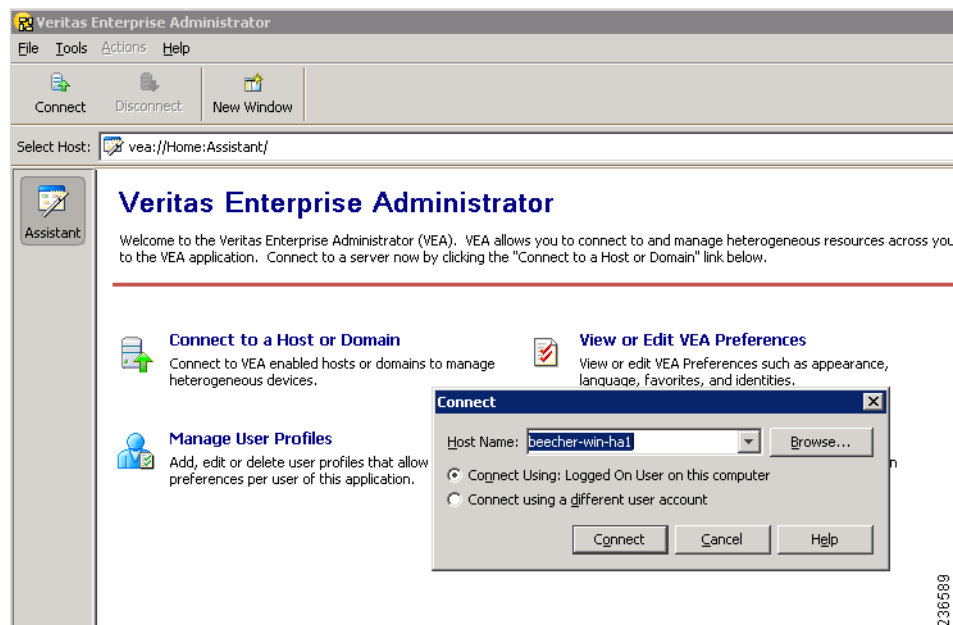 Veritas Enterprise Administrator
File Tools Actions Help
Connect Disconnect New Window
Select Host: vea://Home:Assistant/
Assistant
Veritas Enterprise Administrator
Welcome to the Veritas Enterprise Administrator (VEA). VEA allows you to connect to and manage heterogeneous resources across you
to the VEA application. Connect to a server now by clicking the "Connect to a Host or Domain" link below.
Connect to a Host or Domain
Connect to VEA enabled hosts or domains to manage
heterogeneous devices.
View or Edit VEA Preferences
View or edit VEA Preferences such as appearance,
language, favorites, and identities.
Manage User Profiles
Add, edit or delete user profiles that allow
preferences per user of this application.
n
Connect
Host Name: beecher-win-ha1 Browse...
Connect Using: Logged On User on this computer
Connect using a different user account
Connect Cancel Help
236589